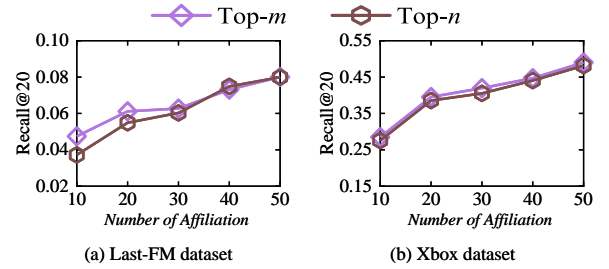 Top-m Top-n
0.10
0.08
0.06
0.04
0.02
Recall@20
10 20 30 40 50
Number of Affiliation
(a) Last-FM dataset
0.55
0.45
0.35
0.25
0.15
Recall@20
10 20 30 40 50
Number of Affiliation
(b) Xbox dataset